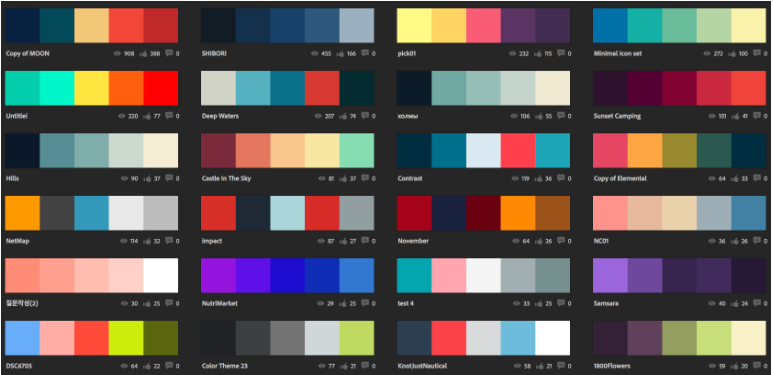 Copy of MOON 908 388 0
SHIBORI 455 166 0
pick01 232 115 0
Minimal Icon set 272 100 0
Untitlei 220 77 0
Deep Waters 207 74 0
холмы 106 55 0
Sunset Camping 101 41 0
Hills 90 37 0
Castle In The Sky 81 37 0
Contrast 119 36 0
Copy of Elemental 64 33 0
NetMap 114 32 0
impact 87 27 0
November 64 26 0
NC01 36 26 0
질문작성(2) 30 25 0
NutriMarket 29 25 0
test 4 33 25 0
Samsara 40 24 0
DSC6705 64 22 0
Color Theme 23 77 21 0
KnotJustNautical 58 21 0
1800Flowers 59 20 0